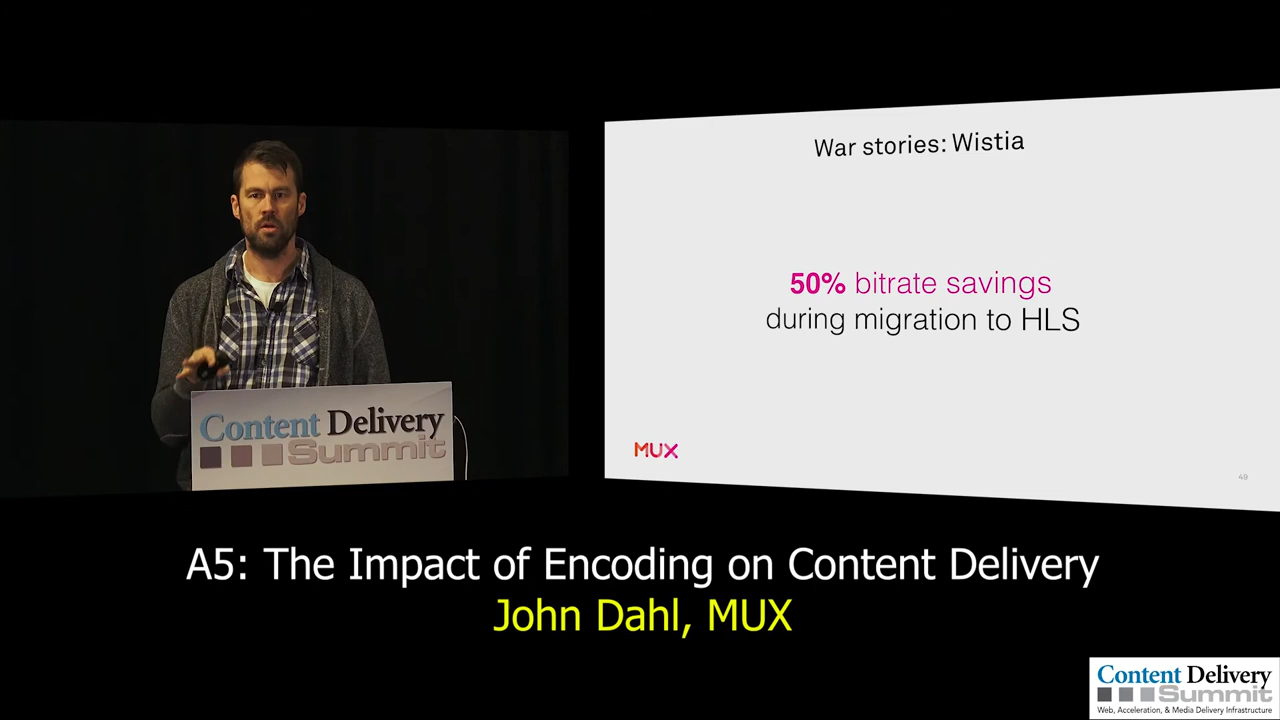 War stories: Wistia
50% bitrate savings
during migration to HLS
MUX
49
Content Delivery
Summit
A5: The Impact of Encoding on Content Delivery
John Dahl, MUX
Content Delivery
Summit
Web, Acceleration, & Media Delivery Infrastructure